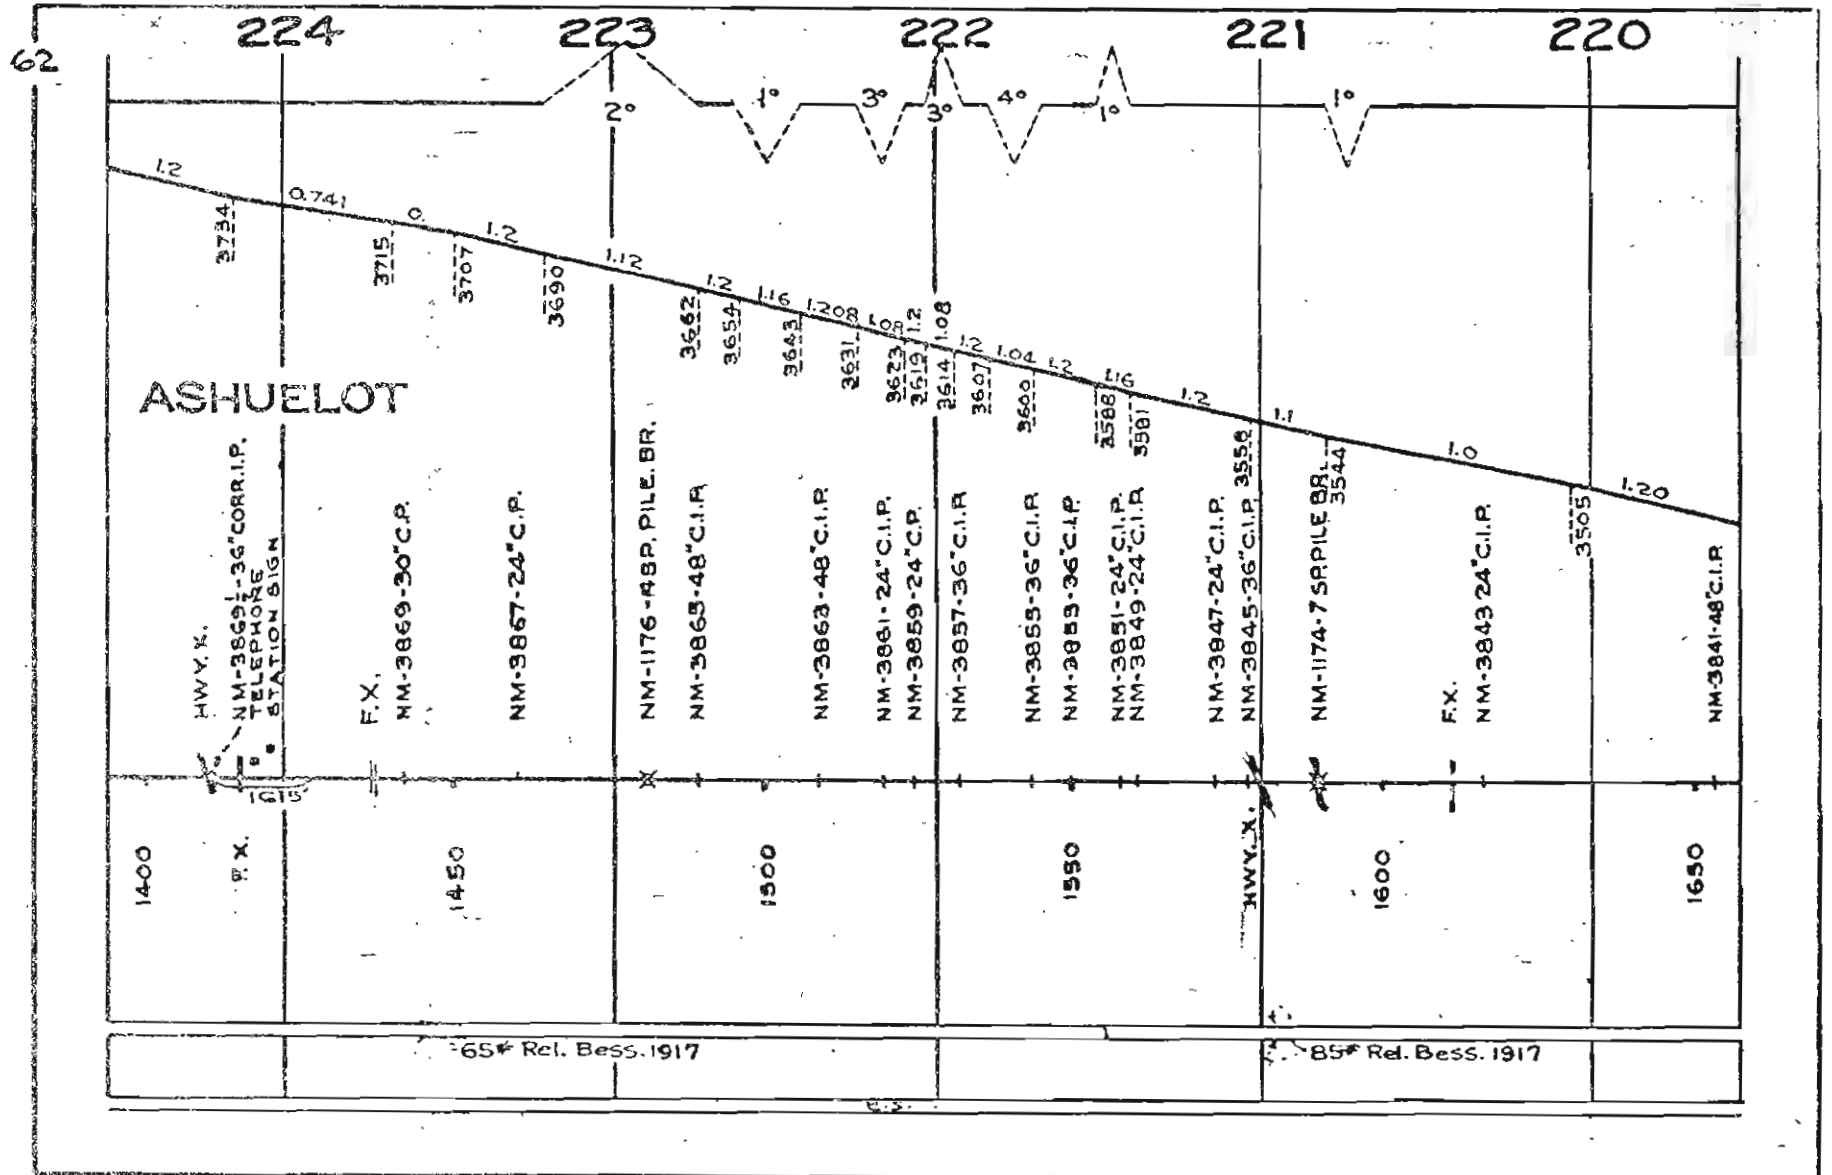 62
224 223 222 221 220
2° 1° 3° 3° 4° 1° 1°
1.2 0.741 0. 1.2 1.12 1.2 1.16 1.208 1.08 1.2 1.08 1.2 1.04 1.2 1.16 1.2 1.1 1.0 1.20
3734
3715
3707
3690
3662
3654
3643
3631
3623
3619
3614
3607
3600
3588
3581
3558
3544
3505
ASHUELOT
HWY.X.
NM-3869½-36"CORR.I.P.
TELEPHONE
STATION SIGN
F.X.
NM-3869-30"C.P.
NM-3867-24"C.P.
NM-1176-4SP. PILE. BR.
NM-3865-48"C.I.P.
NM-3863-48"C.I.P.
NM-3861-24"C.I.P.
NM-3859-24"C.P.
NM-3857-36"C.I.P.
NM-3855-36"C.I.P.
NM-3853-36"C.I.P.
NM-3851-24"C.I.P.
NM-3849-24"C.I.P.
NM-3847-24"C.I.P.
NM-3845-36"C.I.P.
NM-1174-7 SP. PILE BR.
F.X.
NM-3843 24"C.I.P.
NM-3841-48"C.I.P.
1615'
1400
F.X.
1450
1500
1550
HWY. X.
1600
1650
65# Rel. Bess. 1917
85# Rel. Bess. 1917